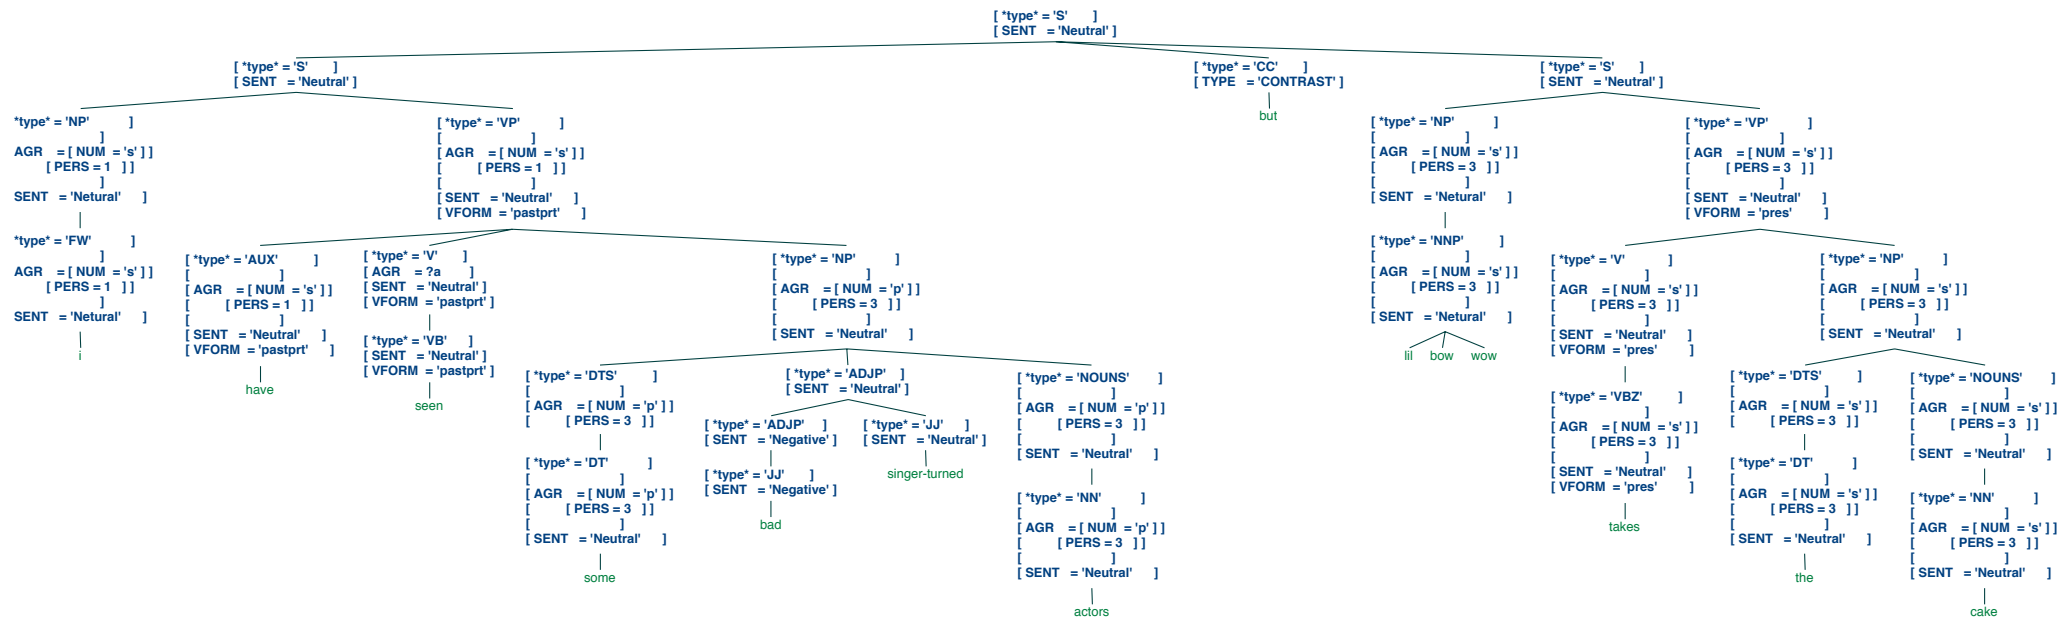 [ *type* = 'S' ]
[ SENT = 'Neutral' ]
[ *type* = 'S' ]
[ SENT = 'Neutral' ]
*type* = 'NP' ]
]
AGR = [ NUM = 's' ] ]
[ PERS = 1 ] ]
]
SENT = 'Netural' ]
*type* = 'FW' ]
]
AGR = [ NUM = 's' ] ]
[ PERS = 1 ] ]
]
SENT = 'Netural' ]
i
[ *type* = 'VP' ]
[ ]
[ AGR = [ NUM = 's' ] ]
[ [ PERS = 1 ] ]
[ ]
[ SENT = 'Neutral' ]
[ VFORM = 'pastprt' ]
[ *type* = 'AUX' ]
[ ]
[ AGR = [ NUM = 's' ] ]
[ [ PERS = 1 ] ]
[ ]
[ SENT = 'Neutral' ]
[ VFORM = 'pastprt' ]
have
[ *type* = 'V' ]
[ AGR = ?a ]
[ SENT = 'Neutral' ]
[ VFORM = 'pastprt' ]
[ *type* = 'VB' ]
[ SENT = 'Neutral' ]
[ VFORM = 'pastprt' ]
seen
[ *type* = 'NP' ]
[ ]
[ AGR = [ NUM = 'p' ] ]
[ [ PERS = 3 ] ]
[ ]
[ SENT = 'Neutral' ]
[ *type* = 'DTS' ]
[ ]
[ AGR = [ NUM = 'p' ] ]
[ [ PERS = 3 ] ]
[ *type* = 'DT' ]
[ ]
[ AGR = [ NUM = 'p' ] ]
[ [ PERS = 3 ] ]
[ ]
[ SENT = 'Neutral' ]
some
[ *type* = 'ADJP' ]
[ SENT = 'Neutral' ]
[ *type* = 'ADJP' ]
[ SENT = 'Negative' ]
[ *type* = 'JJ' ]
[ SENT = 'Negative' ]
bad
[ *type* = 'JJ' ]
[ SENT = 'Neutral' ]
singer-turned
[ *type* = 'NOUNS' ]
[ ]
[ AGR = [ NUM = 'p' ] ]
[ [ PERS = 3 ] ]
[ ]
[ SENT = 'Neutral' ]
[ *type* = 'NN' ]
[ ]
[ AGR = [ NUM = 'p' ] ]
[ [ PERS = 3 ] ]
[ ]
[ SENT = 'Neutral' ]
actors
[ *type* = 'CC' ]
[ TYPE = 'CONTRAST' ]
but
[ *type* = 'S' ]
[ SENT = 'Neutral' ]
[ *type* = 'NP' ]
[ ]
[ AGR = [ NUM = 's' ] ]
[ [ PERS = 3 ] ]
[ ]
[ SENT = 'Netural' ]
[ *type* = 'NNP' ]
[ ]
[ AGR = [ NUM = 's' ] ]
[ [ PERS = 3 ] ]
[ ]
[ SENT = 'Netural' ]
lil bow wow
[ *type* = 'VP' ]
[ ]
[ AGR = [ NUM = 's' ] ]
[ [ PERS = 3 ] ]
[ ]
[ SENT = 'Neutral' ]
[ VFORM = 'pres' ]
[ *type* = 'V' ]
[ ]
[ AGR = [ NUM = 's' ] ]
[ [ PERS = 3 ] ]
[ ]
[ SENT = 'Neutral' ]
[ VFORM = 'pres' ]
[ *type* = 'VBZ' ]
[ ]
[ AGR = [ NUM = 's' ] ]
[ [ PERS = 3 ] ]
[ ]
[ SENT = 'Neutral' ]
[ VFORM = 'pres' ]
takes
[ *type* = 'NP' ]
[ ]
[ AGR = [ NUM = 's' ] ]
[ [ PERS = 3 ] ]
[ ]
[ SENT = 'Neutral' ]
[ *type* = 'DTS' ]
[ ]
[ AGR = [ NUM = 's' ] ]
[ [ PERS = 3 ] ]
[ *type* = 'DT' ]
[ ]
[ AGR = [ NUM = 's' ] ]
[ [ PERS = 3 ] ]
[ ]
[ SENT = 'Neutral' ]
the
[ *type* = 'NOUNS' ]
[ ]
[ AGR = [ NUM = 's' ] ]
[ [ PERS = 3 ] ]
[ ]
[ SENT = 'Neutral' ]
[ *type* = 'NN' ]
[ ]
[ AGR = [ NUM = 's' ] ]
[ [ PERS = 3 ] ]
[ ]
[ SENT = 'Neutral' ]
cake